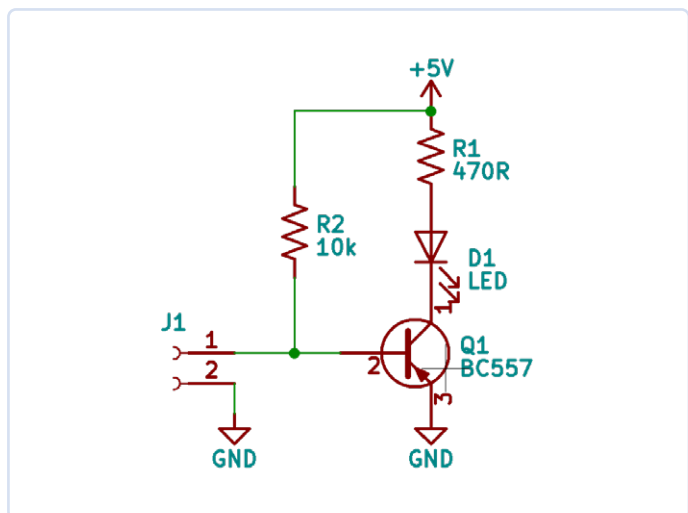 +5V
R1
470R
R2
10k
D1
LED
1
J1
1
2
2
Q1
BC557
3
GND
GND